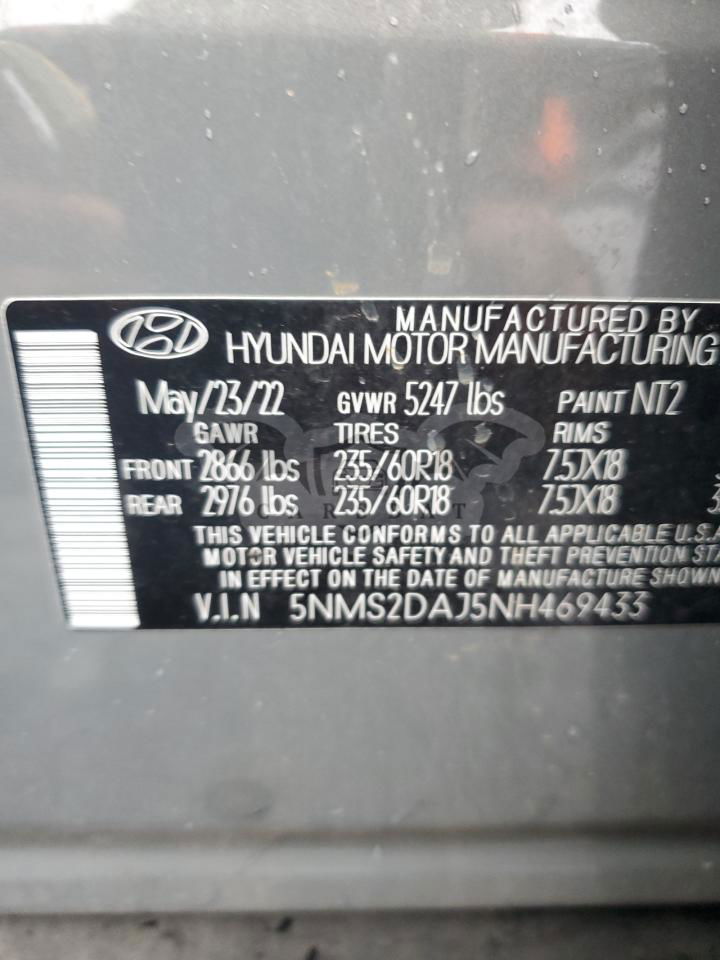 MANUFACTURED BY
HYUNDAI MOTOR MANUFACTURING
May/23/22 GVWR 5247 lbs PAINT NT2
GAWR TIRES RIMS
FRONT 2866 lbs 235/60R18 7.5JX18
REAR 2976 lbs 235/60R18 7.5JX18
THIS VEHICLE CONFORMS TO ALL APPLICABLE U.S.
MOTOR VEHICLE SAFETY AND THEFT PREVENTION
IN EFFECT ON THE DATE OF MANUFACTURE SHOWN
V.I.N 5NMS2DAJ5NH469433